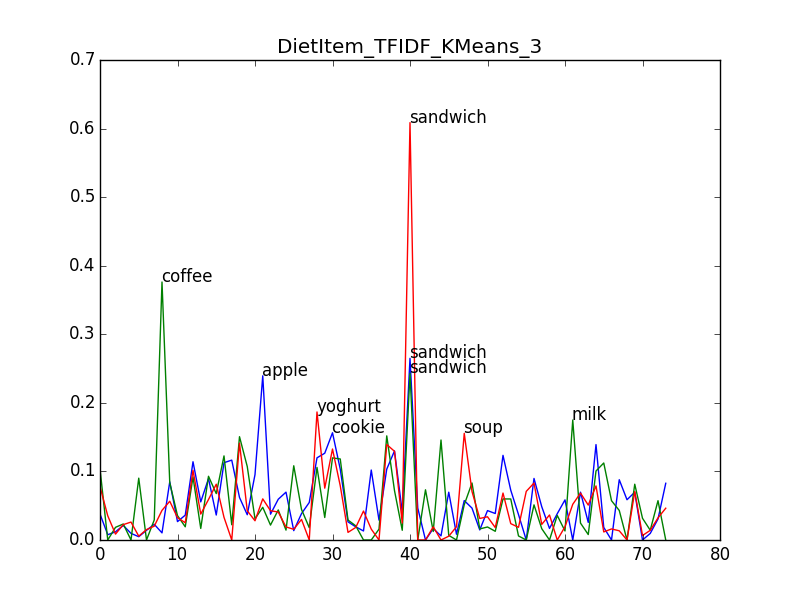 DietItem_TFIDF_KMeans_3
0.7
0.6
0.5
0.4
0.3
0.2
0.1
0.0
sandwich
coffee
sandwich
sandwich
apple
yoghurt
milk
cookie
soup
0 10 20 30 40 50 60 70 80